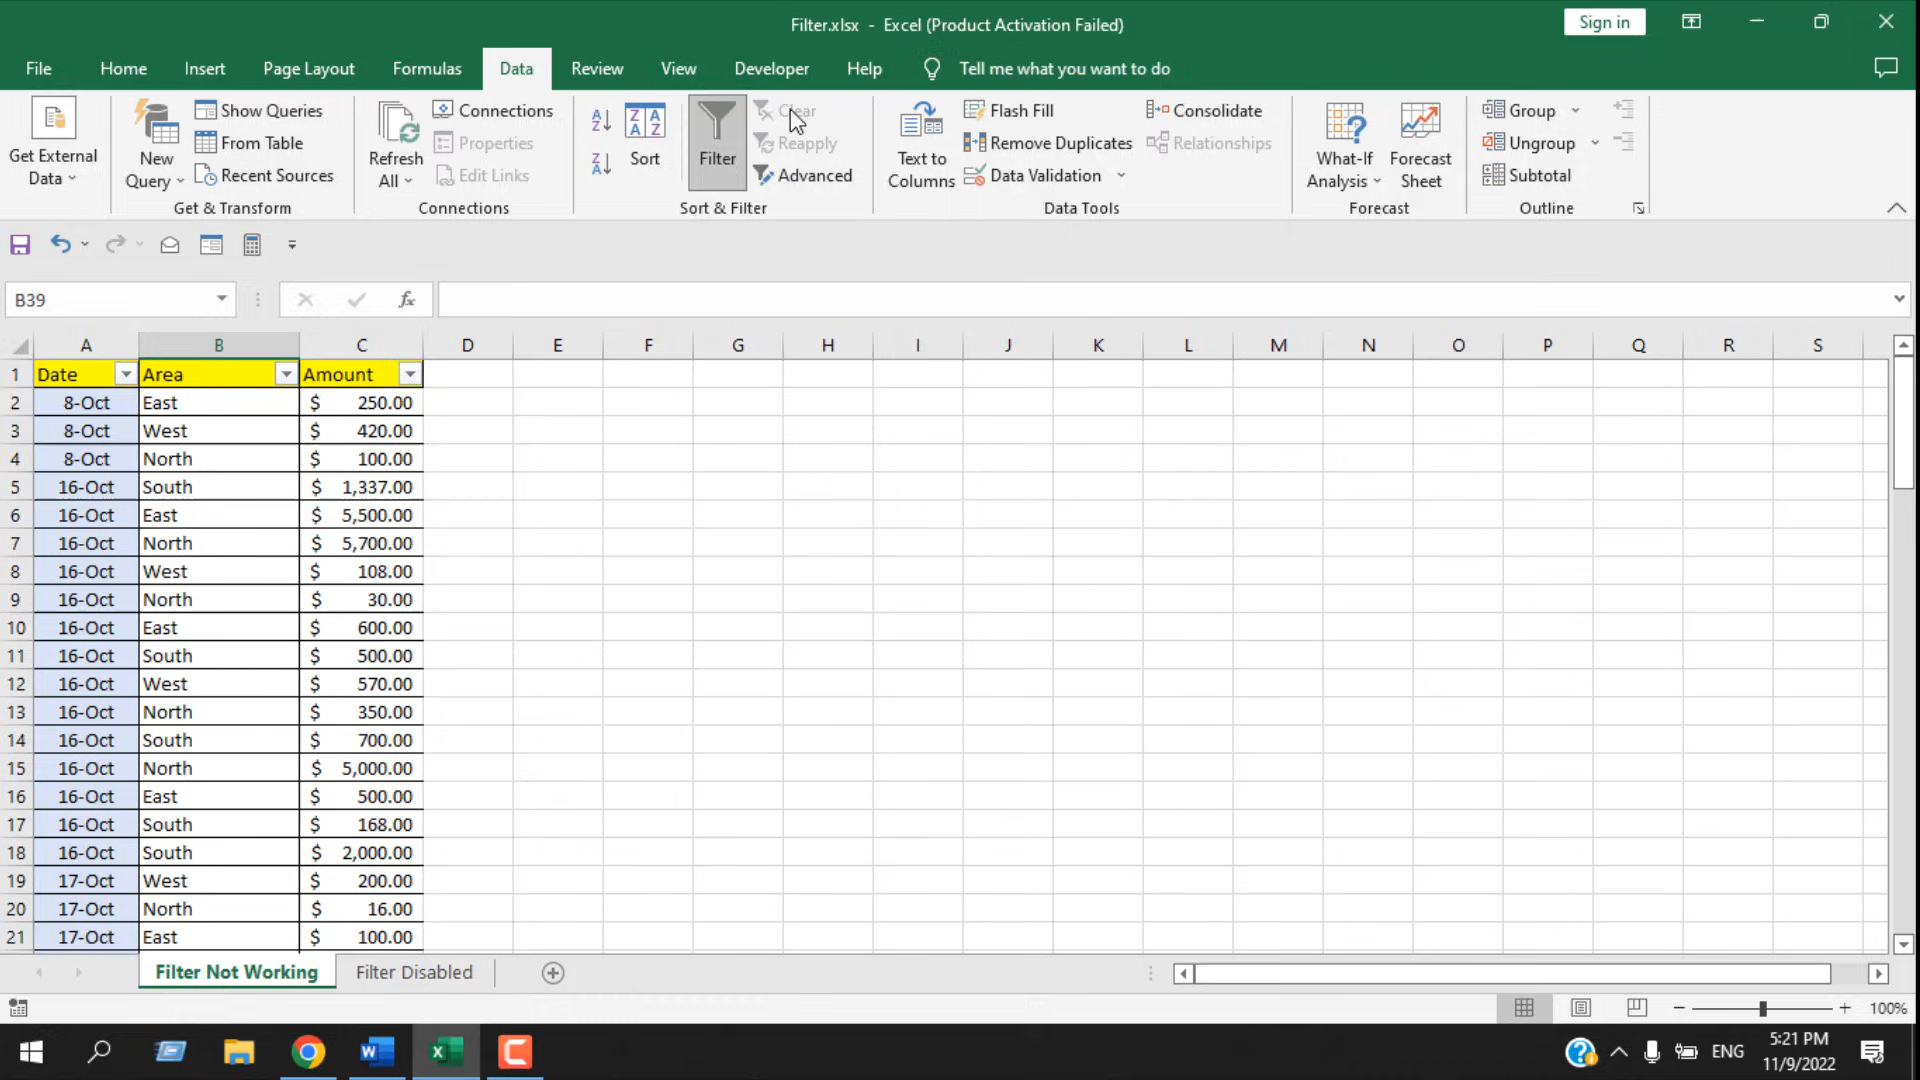 Filter.xlsx - Excel (Product Activation Failed)
Sign in
File Home Insert Page Layout Formulas Data Review View Developer Help Tell me what you want to do
Get External Data
New Query
Show Queries
From Table
Recent Sources
Get & Transform
Refresh All
Connections
Properties
Edit Links
Connections
Sort
Filter
Clear
Reapply
Advanced
Sort & Filter
Text to Columns
Flash Fill
Remove Duplicates
Data Validation
Consolidate
Relationships
Data Tools
What-If Analysis
Forecast Sheet
Forecast
Group
Ungroup
Subtotal
Outline
B39
fx
A B C D E F G H I J K L M N O P Q R S
1 Date Area Amount
2 8-Oct East $ 250.00
3 8-Oct West $ 420.00
4 8-Oct North $ 100.00
5 16-Oct South $ 1,337.00
6 16-Oct East $ 5,500.00
7 16-Oct North $ 5,700.00
8 16-Oct West $ 108.00
9 16-Oct North $ 30.00
10 16-Oct East $ 600.00
11 16-Oct South $ 500.00
12 16-Oct West $ 570.00
13 16-Oct North $ 350.00
14 16-Oct South $ 700.00
15 16-Oct North $ 5,000.00
16 16-Oct East $ 500.00
17 16-Oct South $ 168.00
18 16-Oct South $ 2,000.00
19 17-Oct West $ 200.00
20 17-Oct North $ 16.00
21 17-Oct East $ 100.00
Filter Not Working Filter Disabled
100%
ENG
5:21 PM
11/9/2022